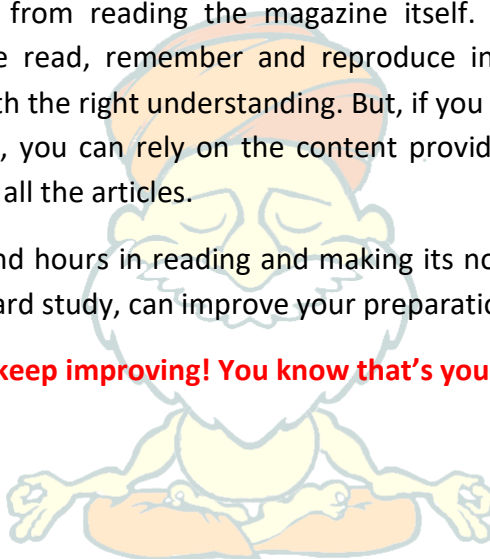 from reading the magazine itself.
read, remember and reproduce in
the right understanding. But, if you
, you can rely on the content provid
all the articles.
nd hours in reading and making its no
ard study, can improve your preparatio
keep improving! You know that's you